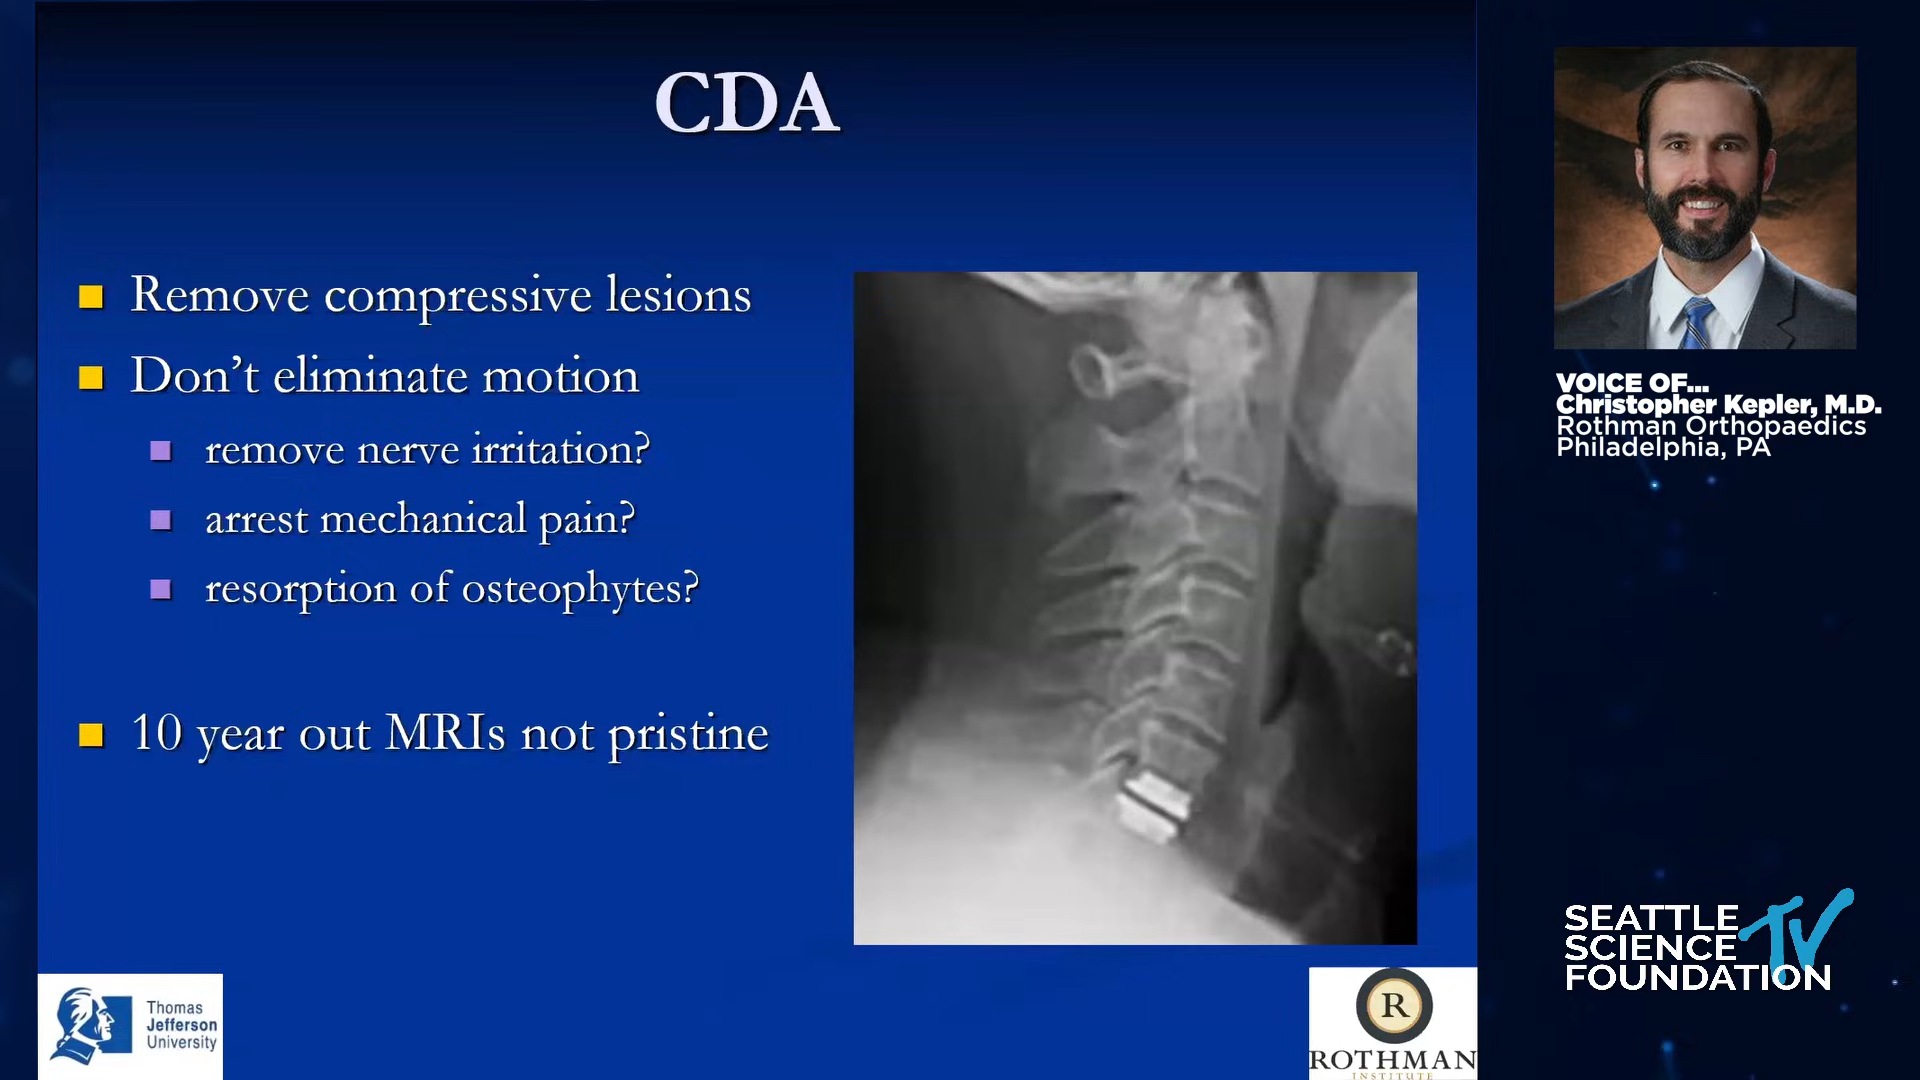 CDA
Remove compressive lesions
Don't eliminate motion
remove nerve irritation?
arrest mechanical pain?
resorption of osteophytes?
10 year out MRIs not pristine
Thomas
Jefferson
University
R
ROTHMAN
INSTITUTE
VOICE OF...
Christopher Kepler, M.D.
Rothman Orthopaedics
Philadelphia, PA
SEATTLE
SCIENCE
FOUNDATION
TV